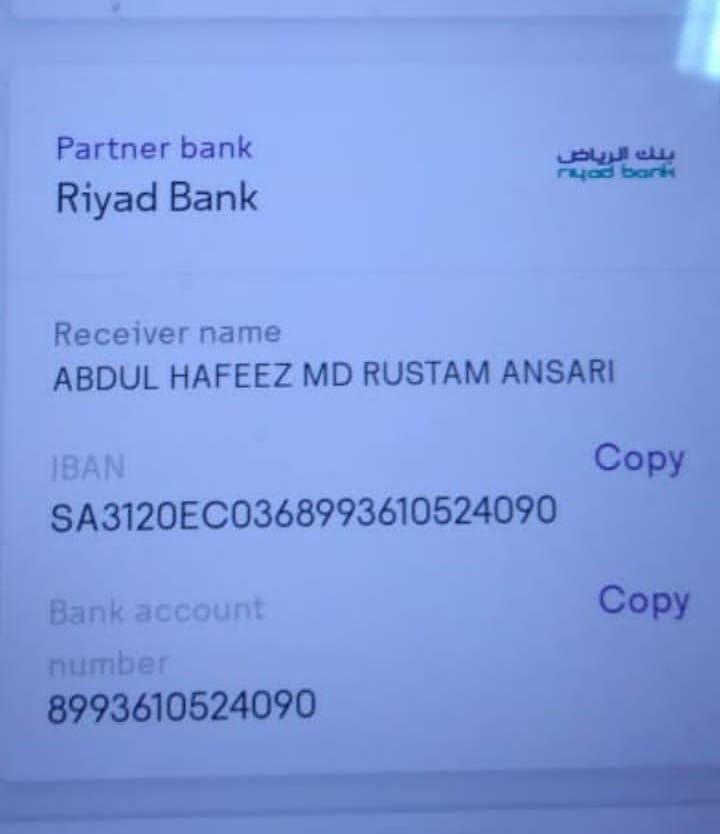 Partner bank
Riyad Bank
بنك الرياض
riyad bank
Receiver name
ABDUL HAFEEZ MD RUSTAM ANSARI
IBAN
Copy
SA3120EC0368993610524090
Bank account
number
Copy
8993610524090